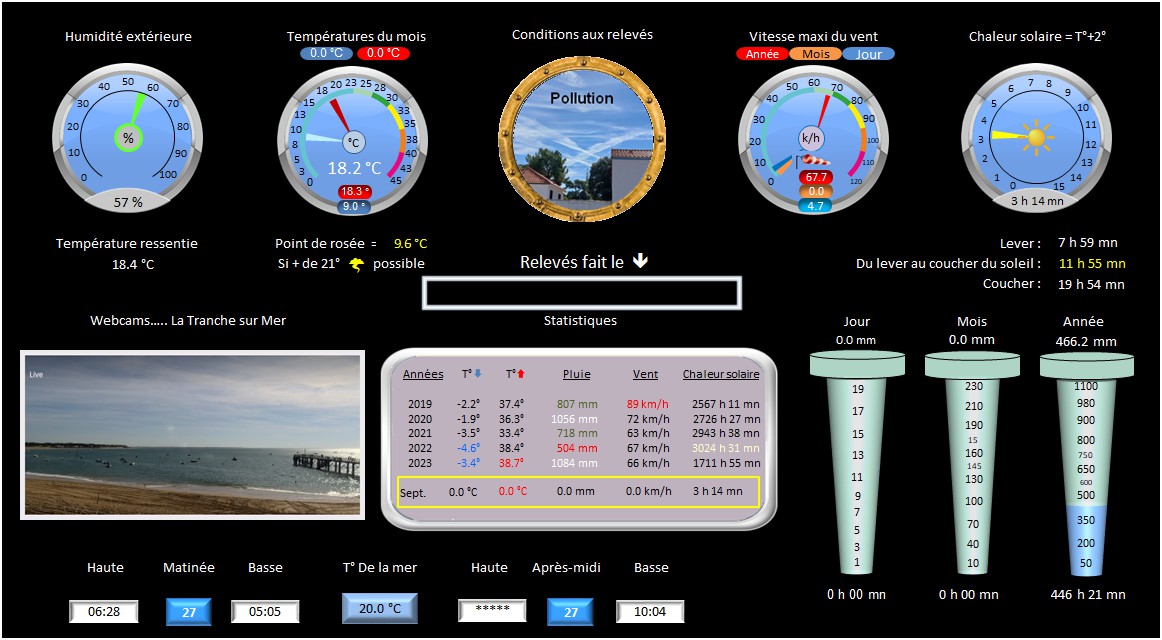 Humidité extérieure
Températures du mois
Conditions aux relevés
Vitesse maxi du vent
Chaleur solaire = T°+2°
0.0 °C 0.0 °C
Année Mois Jour
0 10 20 30 40 50 60 70 80 90 100
%
57 %
0 3 5 8 10 13 15 18 20 23 25 28 30 33 35 38 40 43 45
°C
18.2 °C
18.3 °
9.0 °
Pollution
0 10 20 30 40 50 60 70 80 90 100 110 120
k/h
67.7
0.0
4.7
0 1 2 3 4 5 6 7 8 9 10 11 12 13 14 15
3 h 14 mn
Température ressentie
18.4 °C
Point de rosée = 9.6 °C
Si + de 21° possible
Relevés fait le
Lever : 7 h 59 mn
Du lever au coucher du soleil : 11 h 55 mn
Coucher : 19 h 54 mn
Webcams..... La Tranche sur Mer
Live
Statistiques
Années T° T° Pluie Vent Chaleur solaire
2019 -2.2° 37.4° 807 mm 89 km/h 2567 h 11 mn
2020 -1.9° 36.3° 1056 mm 72 km/h 2726 h 27 mn
2021 -3.5° 33.4° 718 mm 63 km/h 2943 h 38 mn
2022 -4.6° 38.4° 504 mm 67 km/h 3024 h 31 mn
2023 -3.4° 38.7° 1084 mm 66 km/h 1711 h 55 mn
Sept. 0.0 °C 0.0 °C 0.0 mm 0.0 km/h 3 h 14 mn
Jour
0.0 mm
19
17
15
13
11
9
7
5
3
1
0 h 00 mn
Mois
0.0 mm
230
210
190
15
160
145
130
100
70
40
10
0 h 00 mn
Année
466.2 mm
1100
980
900
800
750
650
600
500
350
200
50
446 h 21 mn
Haute Matinée Basse T° De la mer Haute Après-midi Basse
06:28 27 05:05 20.0 °C ***** 27 10:04